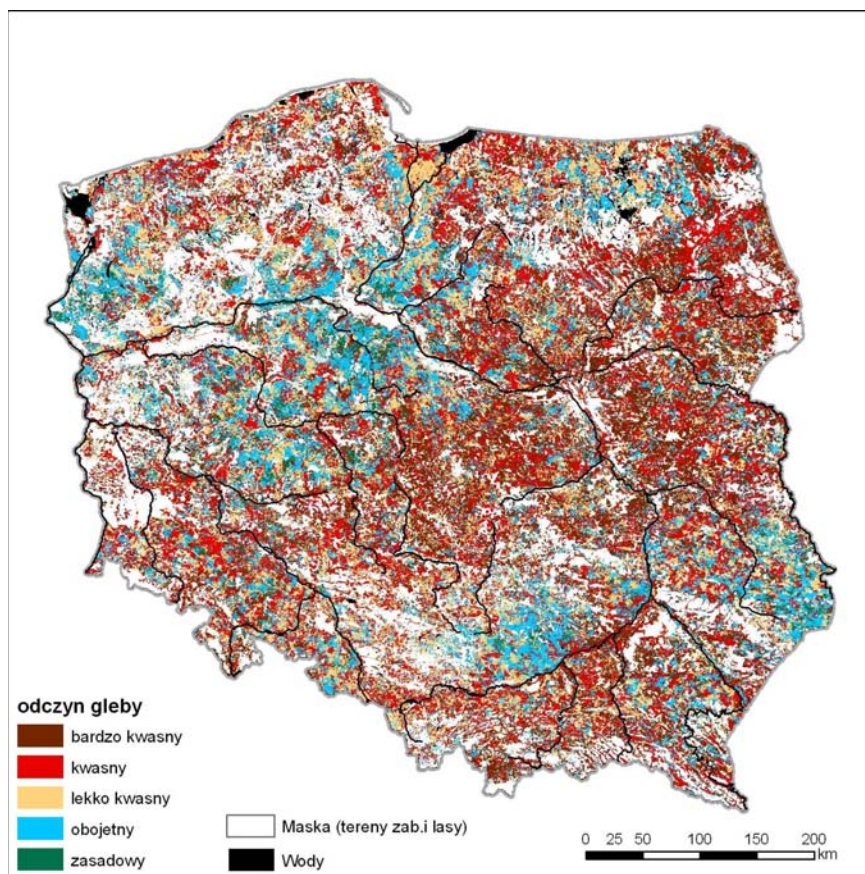 odczyn gleby
bardzo kwasny
kwasny
lekko kwasny
obojetny
zasadowy
Maska (tereny zab.i lasy)
Wody
0 25 50 100 150 200
km